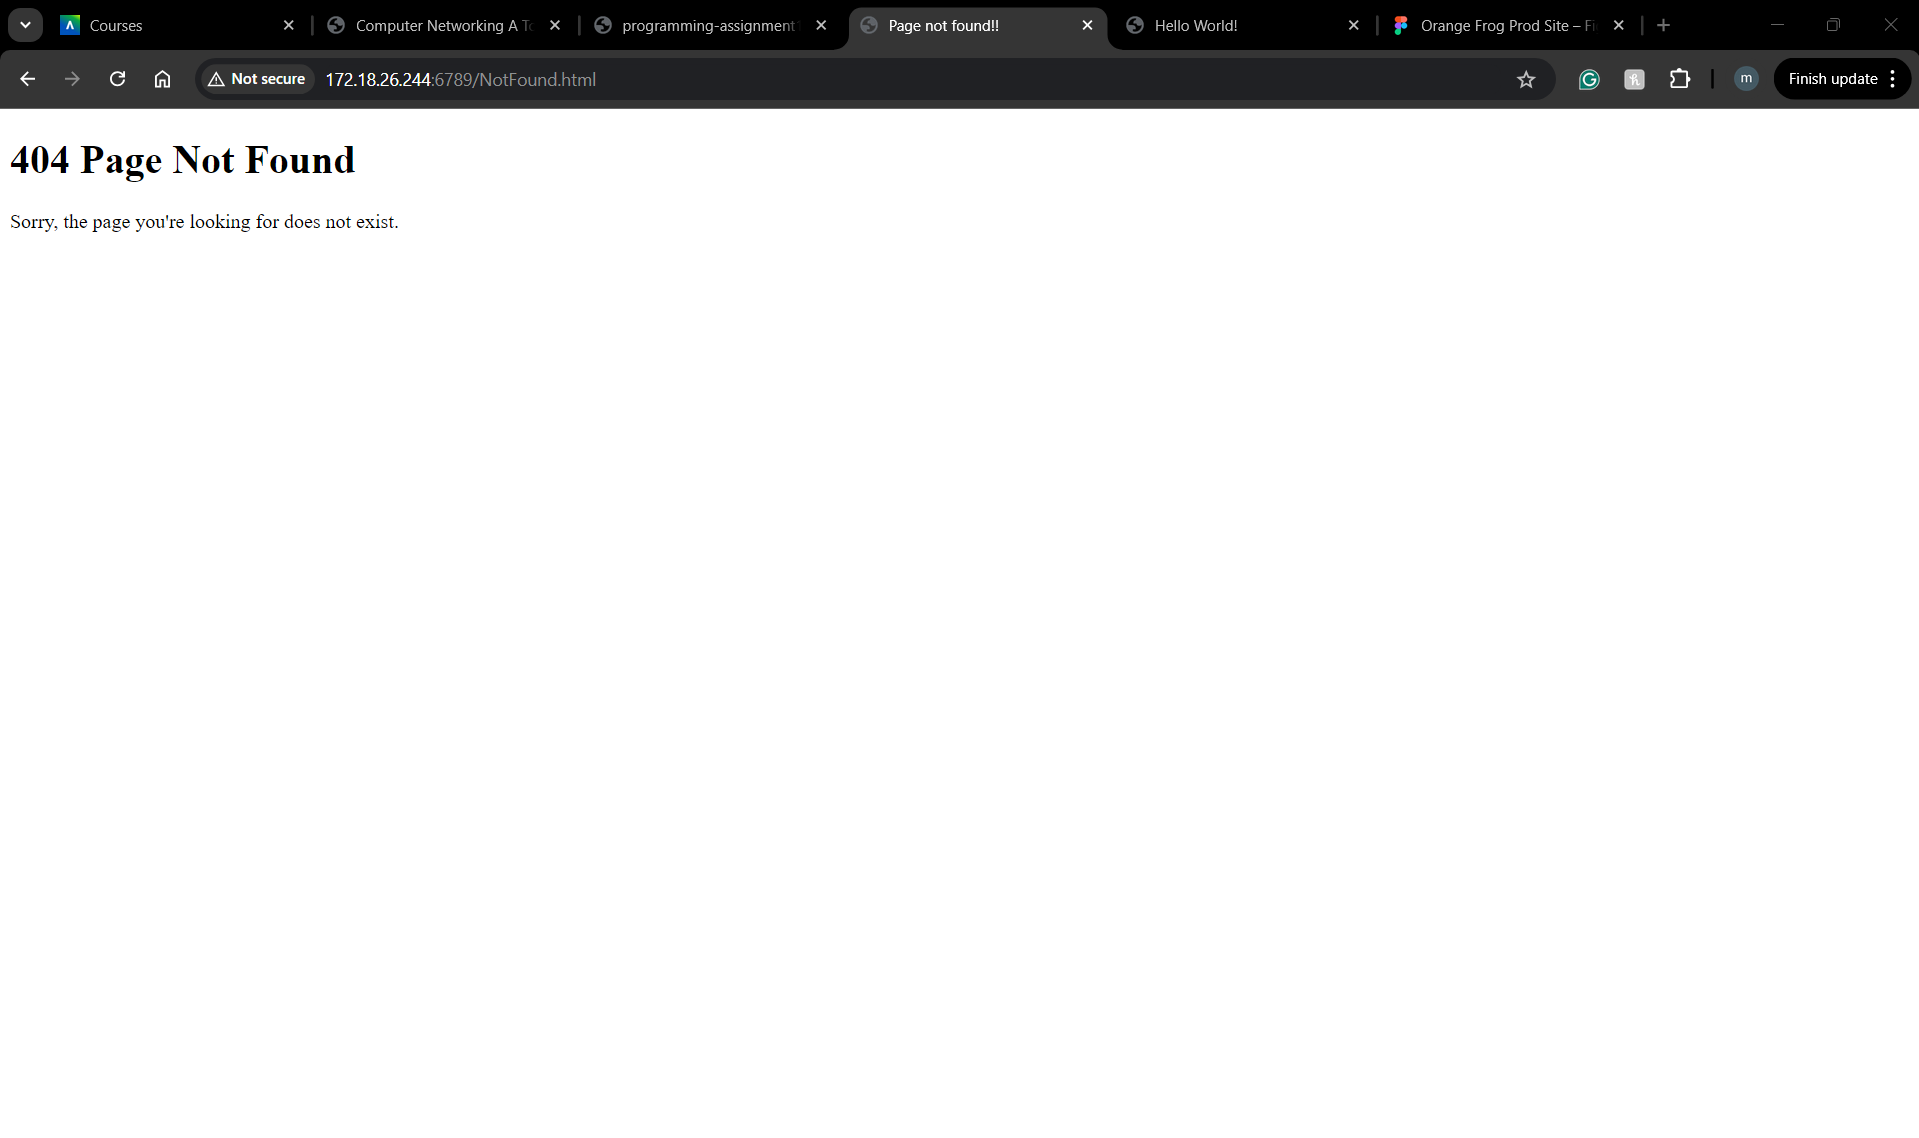 Courses
Computer Networking A To
programming-assignment1
Page not found!!
Hello World!
Orange Frog Prod Site – Fi
Not secure
172.18.26.244:6789/NotFound.html
m
Finish update
404 Page Not Found
Sorry, the page you're looking for does not exist.